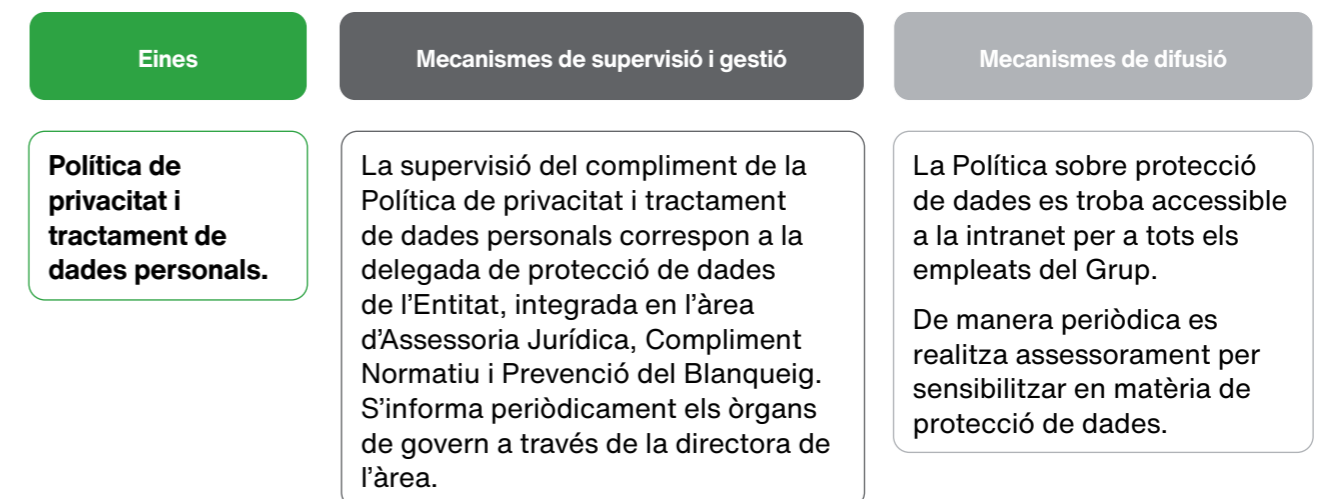 Eines
Mecanismes de supervisió i gestió
Mecanismes de difusió
Política de
privacitat i
tractament de
dades personals.
La supervisió del compliment de la
Política de privacitat i tractament
de dades personals correspon a la
delegada de protecció de dades
de l’Entitat, integrada en l’àrea
d’Assessoria Jurídica, Compliment
Normatiu i Prevenció del Blanqueig.
S’informa periòdicament els òrgans
de govern a través de la directora de
l’àrea.
La Política sobre protecció
de dades es troba accessible
a la intranet per a tots els
empleats del Grup.
De manera periòdica es
realitza assessorament per
sensibilitzar en matèria de
protecció de dades.